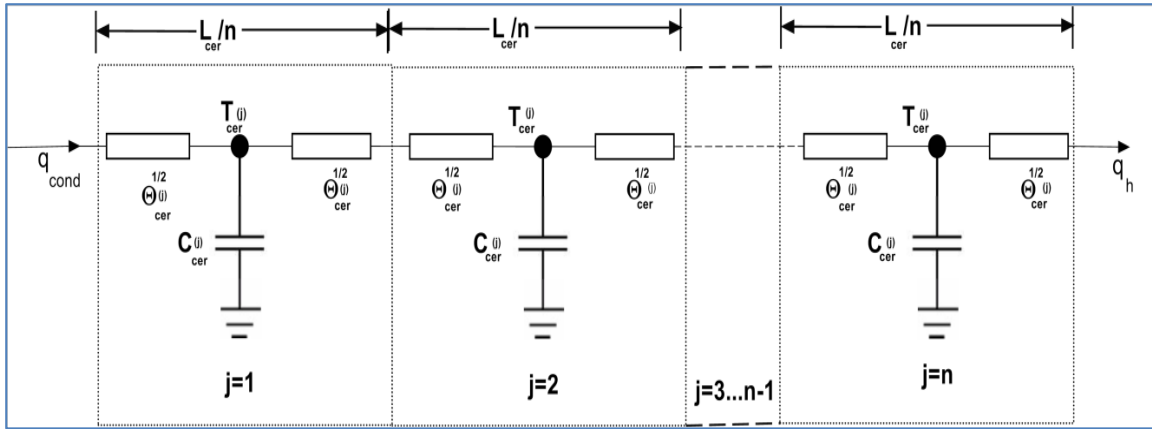 L cer/n
L cer/n
L cer/n
T cer (j)
T cer (j)
T cer (j)
q cond
1/2 Θ cer (j)
1/2 Θ cer (j)
1/2 Θ cer (j)
1/2 Θ cer (j)
1/2 Θ cer (j)
1/2 Θ cer (j)
q h
C cer (j)
C cer (j)
C cer (j)
j=1
j=2
j=3...n-1
j=n